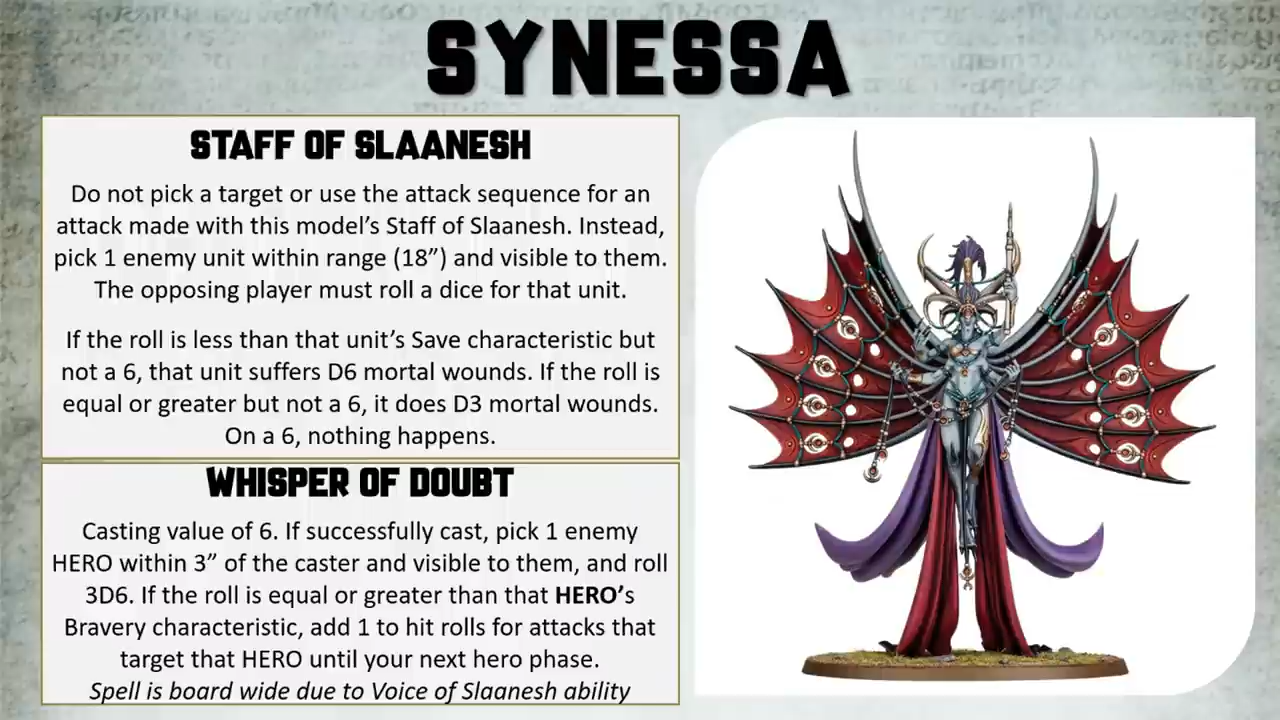 SYNESSA
STAFF OF SLAANESH
Do not pick a target or use the attack sequence for an
attack made with this model’s Staff of Slaanesh. Instead,
pick 1 enemy unit within range (18”) and visible to them.
The opposing player must roll a dice for that unit.
If the roll is less than that unit’s Save characteristic but
not a 6, that unit suffers D6 mortal wounds. If the roll is
equal or greater but not a 6, it does D3 mortal wounds.
On a 6, nothing happens.
WHISPER OF DOUBT
Casting value of 6. If successfully cast, pick 1 enemy
HERO within 3” of the caster and visible to them, and roll
3D6. If the roll is equal or greater than that HERO’s
Bravery characteristic, add 1 to hit rolls for attacks that
target that HERO until your next hero phase.
Spell is board wide due to Voice of Slaanesh ability